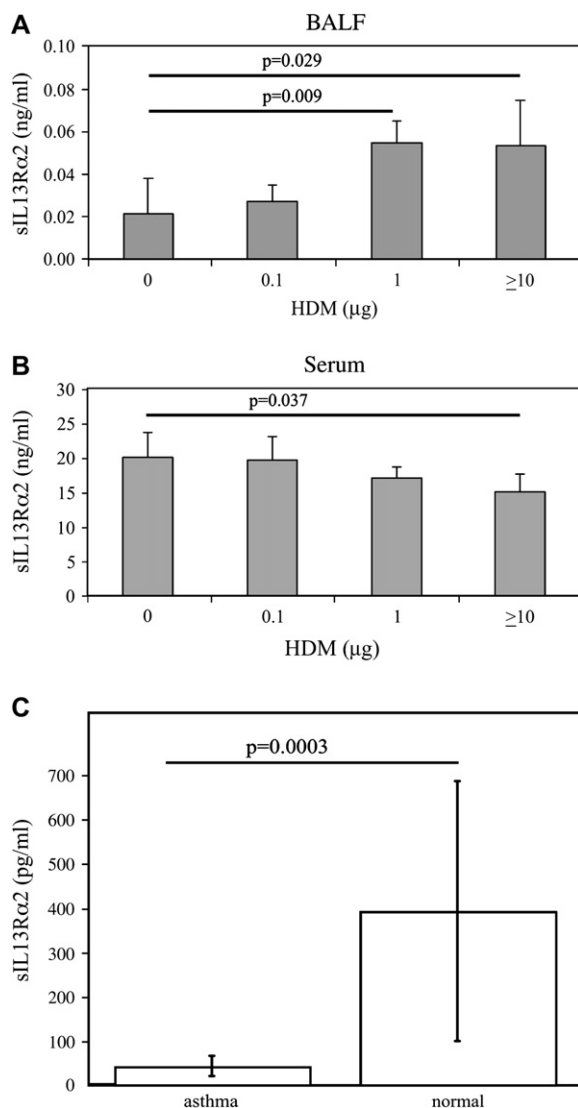 A
BALF
sIL13Rα2 (ng/ml)
0.10
0.08
0.06
0.04
0.02
0.00
p=0.029
p=0.009
0 0.1 1 ≥10
HDM (µg)
B
Serum
sIL13Rα2 (ng/ml)
30
25
20
15
10
5
0
p=0.037
0 0.1 1 ≥10
HDM (µg)
C
sIL13Rα2 (pg/ml)
p=0.0003
700
600
500
400
300
200
100
0
asthma normal